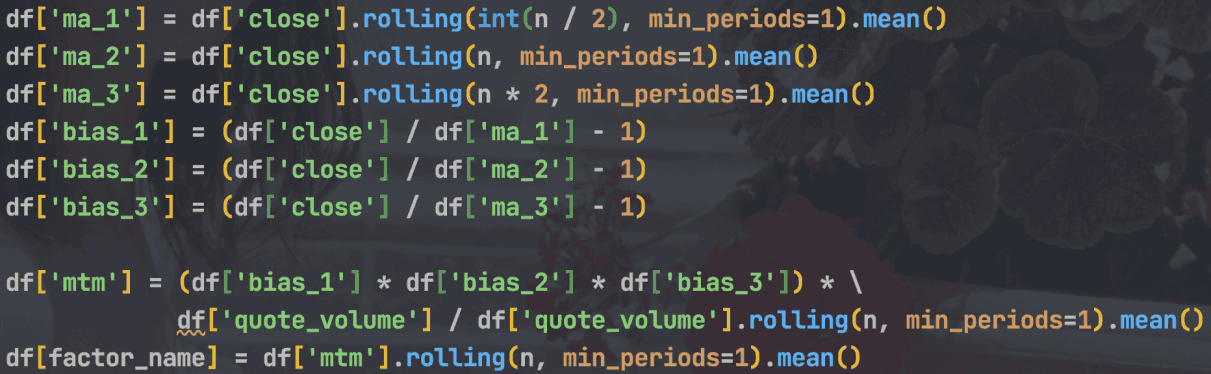 df['ma_1'] = df['close'].rolling(int(n / 2), min_periods=1).mean()
df['ma_2'] = df['close'].rolling(n, min_periods=1).mean()
df['ma_3'] = df['close'].rolling(n * 2, min_periods=1).mean()
df['bias_1'] = (df['close'] / df['ma_1'] - 1)
df['bias_2'] = (df['close'] / df['ma_2'] - 1)
df['bias_3'] = (df['close'] / df['ma_3'] - 1)
df['mtm'] = (df['bias_1'] * df['bias_2'] * df['bias_3']) * \
df['quote_volume'] / df['quote_volume'].rolling(n, min_periods=1).mean()
df[factor_name] = df['mtm'].rolling(n, min_periods=1).mean()